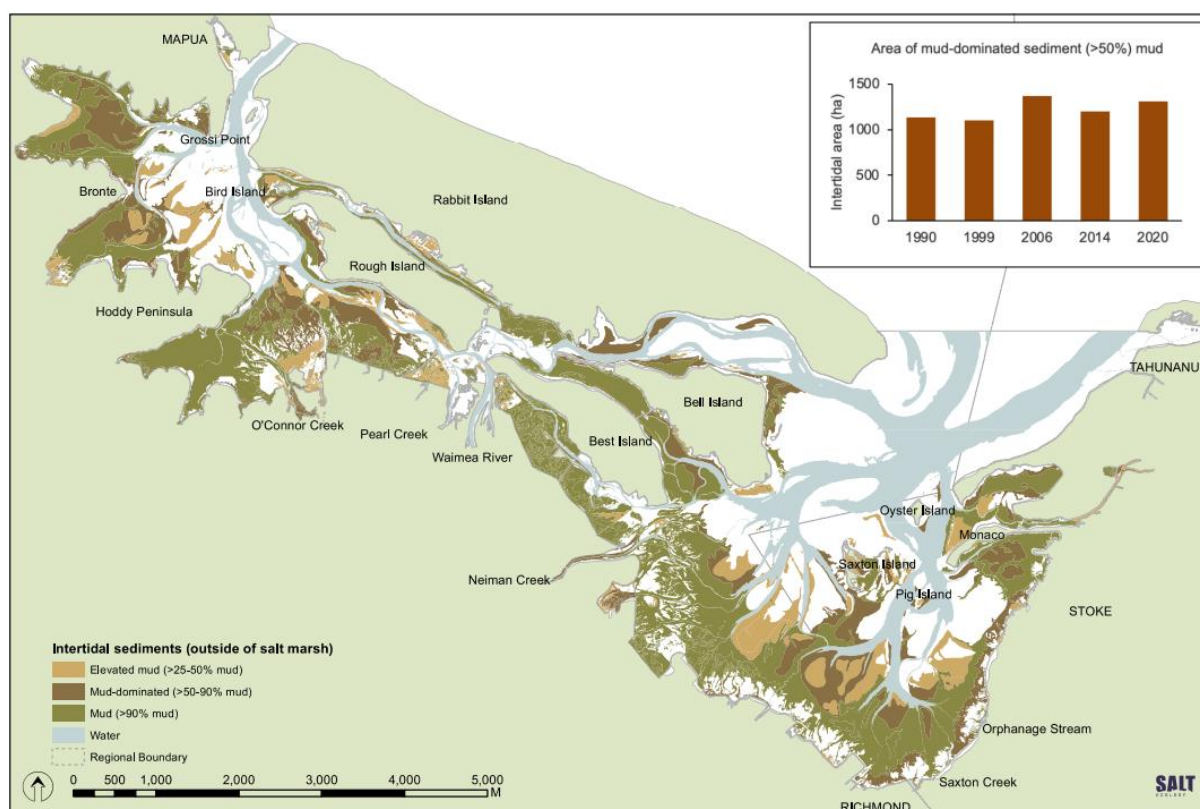 MAPUA
Grossi Point
Bronte
Bird Island
Rabbit Island
Rough Island
Hoddy Peninsula
O'Connor Creek
Pearl Creek
Waimea River
Bell Island
Best Island
TAHUNANU
Oyster Island
Monaco
Saxton Island
Pig Island
Neiman Creek
STOKE
Orphanage Stream
Saxton Creek
RICHMOND
Area of mud-dominated sediment (>50%) mud
Intertidal area (ha)
1500
1000
500
0
1990 1999 2006 2014 2020
Intertidal sediments (outside of salt marsh)
Elevated mud (>25-50% mud)
Mud-dominated (>50-90% mud)
Mud (>90% mud)
Water
Regional Boundary
0 500 1,000 2,000 3,000 4,000 5,000
M
SALT
ECOLOGY